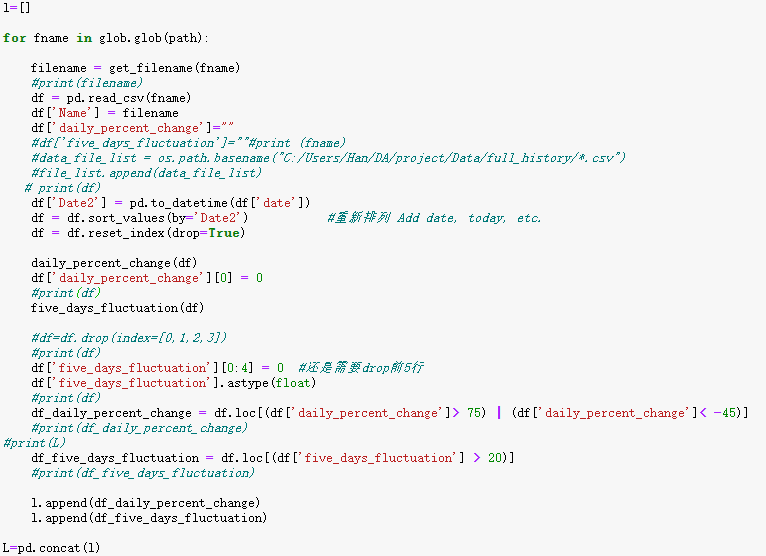 l=[]
for fname in glob.glob(path):
filename = get_filename(fname)
#print(filename)
df = pd.read_csv(fname)
df['Name'] = filename
df['daily_percent_change']=""
#df['five_days_fluctuation']=""#print (fname)
#data_file_list = os.path.basename("C:/Users/Han/DA/project/Data/full_history/*.csv")
#file_list.append(data_file_list)
# print(df)
df['Date2'] = pd.to_datetime(df['date'])
df = df.sort_values(by='Date2') #重新排列 Add date, today, etc.
df = df.reset_index(drop=True)
daily_percent_change(df)
df['daily_percent_change'][0] = 0
#print(df)
five_days_fluctuation(df)
#df=df.drop(index=[0,1,2,3])
#print(df)
df['five_days_fluctuation'][0:4] = 0 #还是需要drop前5行
df['five_days_fluctuation'].astype(float)
#print(df)
df_daily_percent_change = df.loc[(df['daily_percent_change']> 75) | (df['daily_percent_change']< -45)]
#print(df_daily_percent_change)
#print(L)
df_five_days_fluctuation = df.loc[(df['five_days_fluctuation'] > 20)]
#print(df_five_days_fluctuation)
l.append(df_daily_percent_change)
l.append(df_five_days_fluctuation)
L=pd.concat(l)